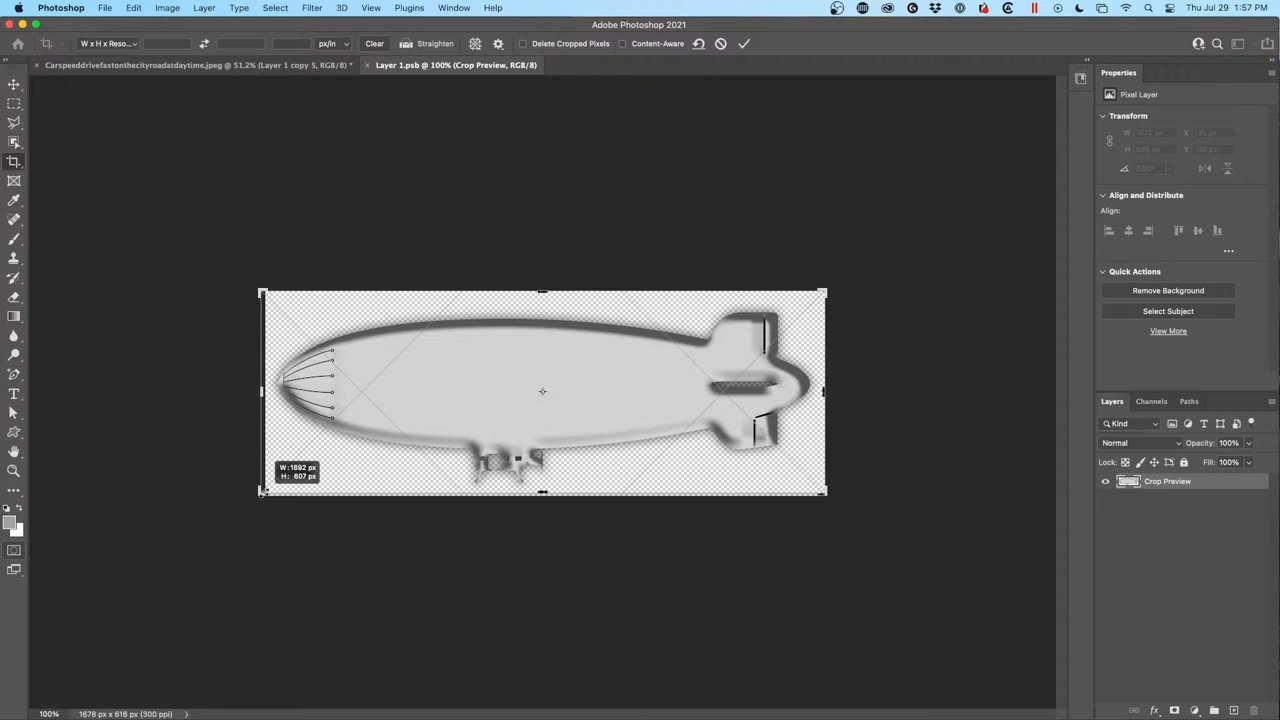 Photoshop File Edit Image Layer Type Select Filter 3D View Plugins Window Help Thu Jul 29 1:57 PM
Adobe Photoshop 2021
W x H x Reso... px/in Clear Straighten Delete Cropped Pixels Content-Aware
Carspeeddrivefastonthecityroadatdaytime.jpeg @ 51.2% (Layer 1 copy 5, RGB/8) * Layer 1.psb @ 100% (Crop Preview, RGB/8)
Properties
Pixel Layer
Transform
W 1670 px X
H Y
0.00°
Align and Distribute
Align:
Quick Actions
Remove Background
Select Subject
View More
Layers Channels Paths
Kind
Normal Opacity: 100%
Lock: Fill: 100%
Crop Preview
W: 1692 px
H: 607 px
100% 1678 px x 616 px (300 ppi)